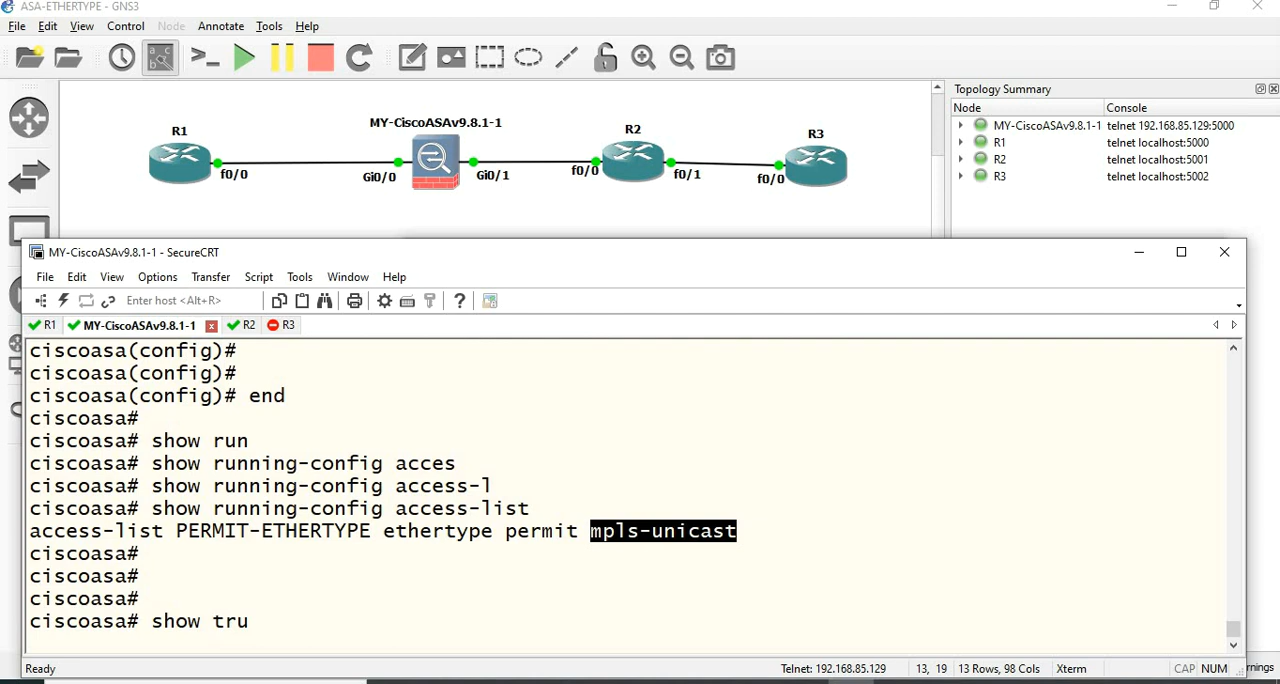 ASA-ETHERTYPE - GNS3
File Edit View Control Node Annotate Tools Help
Topology Summary
Node Console
MY-CiscoASAv9.8.1-1 telnet 192.168.85.129:5000
R1 telnet localhost:5000
R2 telnet localhost:5001
R3 telnet localhost:5002
R1 MY-CiscoASAv9.8.1-1 R2 R3
f0/0 Gi0/0 Gi0/1 f0/0 f0/1 f0/0
MY-CiscoASAv9.8.1-1 - SecureCRT
File Edit View Options Transfer Script Tools Window Help
Enter host <Alt+R>
R1 MY-CiscoASAv9.8.1-1 R2 R3
ciscoasa(config)#
ciscoasa(config)#
ciscoasa(config)# end
ciscoasa#
ciscoasa# show run
ciscoasa# show running-config acces
ciscoasa# show running-config access-l
ciscoasa# show running-config access-list
access-list PERMIT-ETHERTYPE ethertype permit mpls-unicast
ciscoasa#
ciscoasa#
ciscoasa#
ciscoasa# show tru
Ready Telnet: 192.168.85.129 13, 19 13 Rows, 98 Cols Xterm CAP NUM
rnings